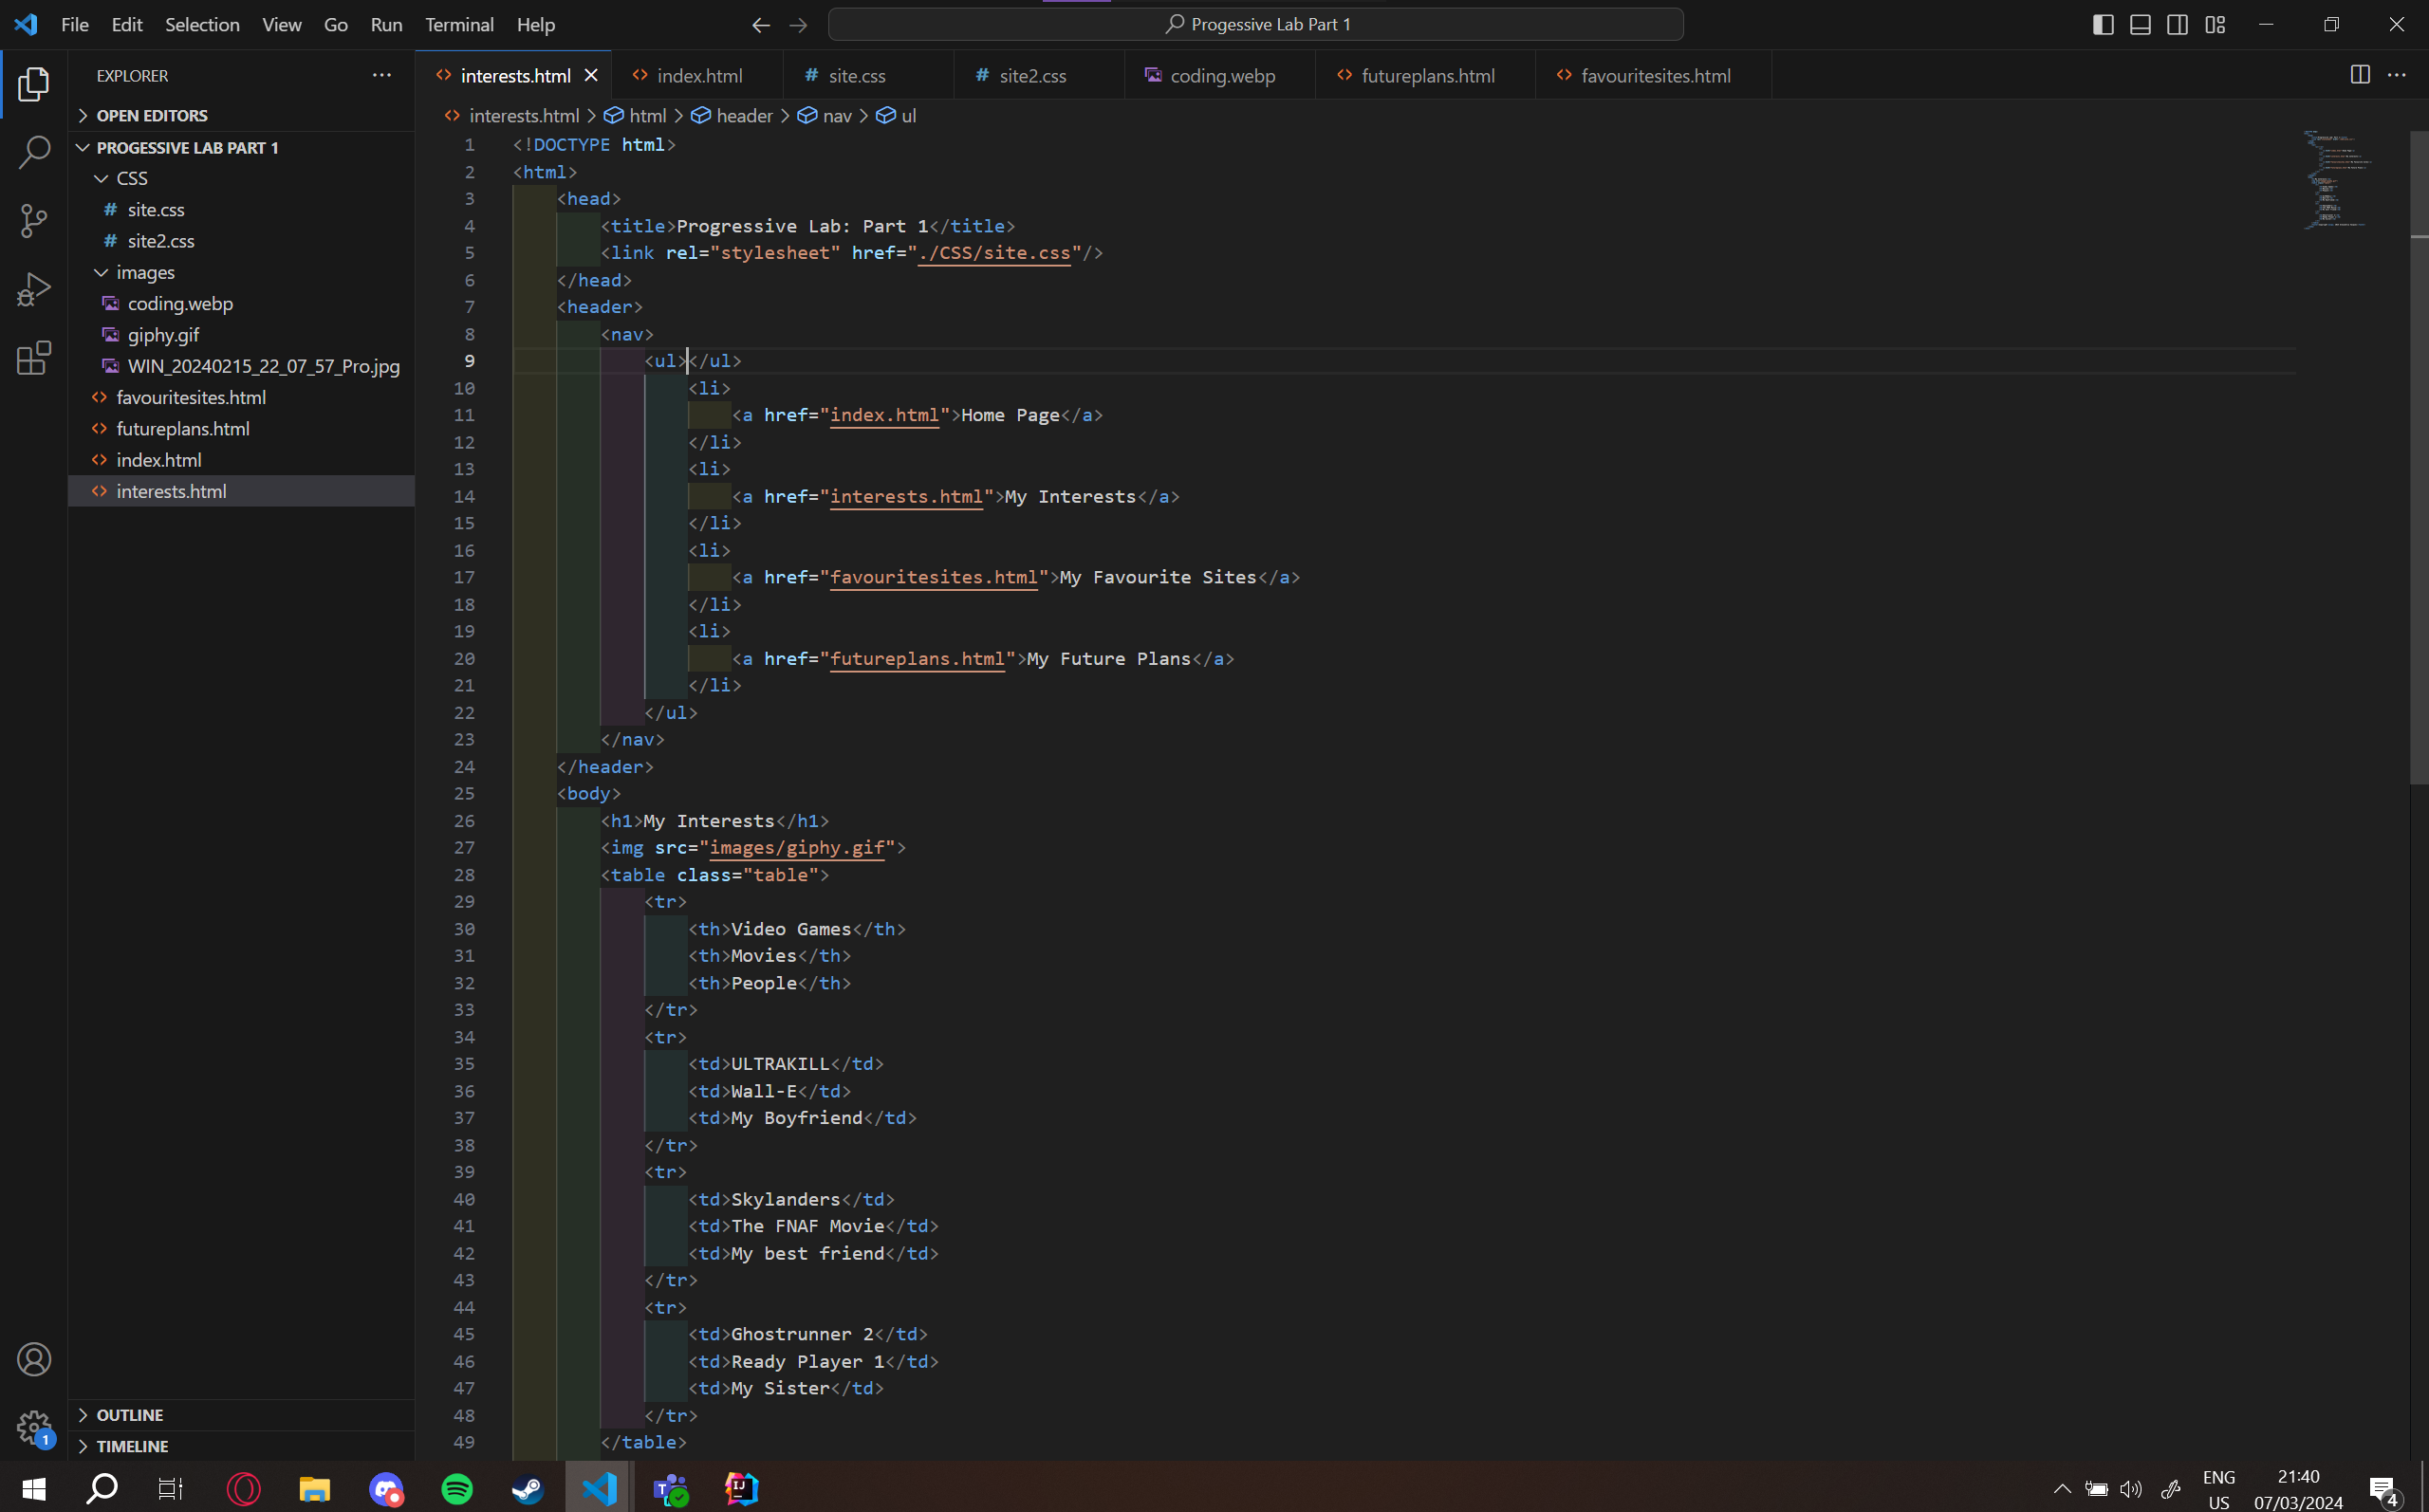 File Edit Selection View Go Run Terminal Help
Progessive Lab Part 1
EXPLORER
OPEN EDITORS
PROGESSIVE LAB PART 1
CSS
# site.css
# site2.css
images
coding.webp
giphy.gif
WIN_20240215_22_07_57_Pro.jpg
favouritesites.html
futureplans.html
index.html
interests.html
OUTLINE
TIMELINE
interests.html index.html # site.css # site2.css coding.webp futureplans.html favouritesites.html
interests.html > html > header > nav > ul
1 <!DOCTYPE html>
2 <html>
3 <head>
4 <title>Progressive Lab: Part 1</title>
5 <link rel="stylesheet" href="./CSS/site.css"/>
6 </head>
7 <header>
8 <nav>
9 <ul></ul>
10 <li>
11 <a href="index.html">Home Page</a>
12 </li>
13 <li>
14 <a href="interests.html">My Interests</a>
15 </li>
16 <li>
17 <a href="favouritesites.html">My Favourite Sites</a>
18 </li>
19 <li>
20 <a href="futureplans.html">My Future Plans</a>
21 </li>
22 </ul>
23 </nav>
24 </header>
25 <body>
26 <h1>My Interests</h1>
27 <img src="images/giphy.gif">
28 <table class="table">
29 <tr>
30 <th>Video Games</th>
31 <th>Movies</th>
32 <th>People</th>
33 </tr>
34 <tr>
35 <td>ULTRAKILL</td>
36 <td>Wall-E</td>
37 <td>My Boyfriend</td>
38 </tr>
39 <tr>
40 <td>Skylanders</td>
41 <td>The FNAF Movie</td>
42 <td>My best friend</td>
43 </tr>
44 <tr>
45 <td>Ghostrunner 2</td>
46 <td>Ready Player 1</td>
47 <td>My Sister</td>
48 </tr>
49 </table>
1
ENG
US
21:40
07/03/2024
4